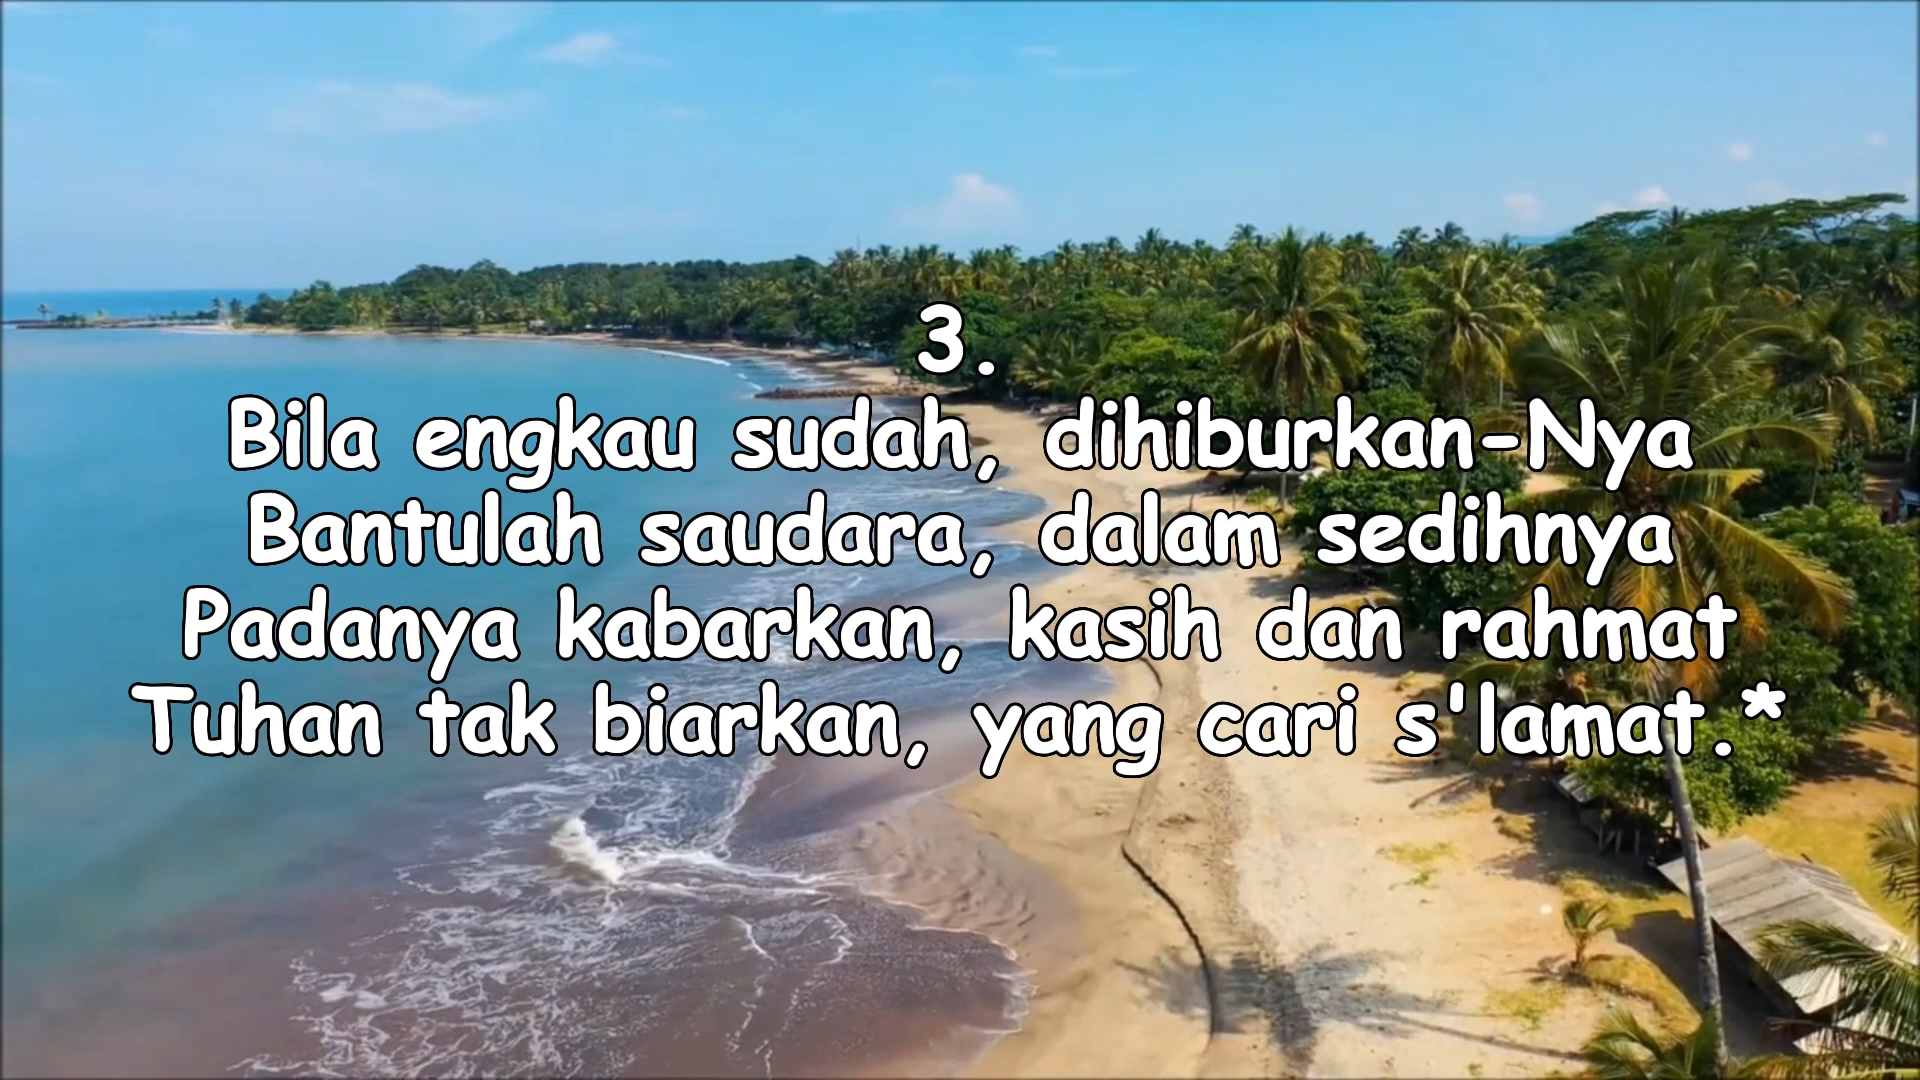 3.
Bila engkau sudah, dihiburkan-Nya
Bantulah saudara, dalam sedihnya
Padanya kabarkan, kasih dan rahmat
Tuhan tak biarkan, yang cari s'lamat.*